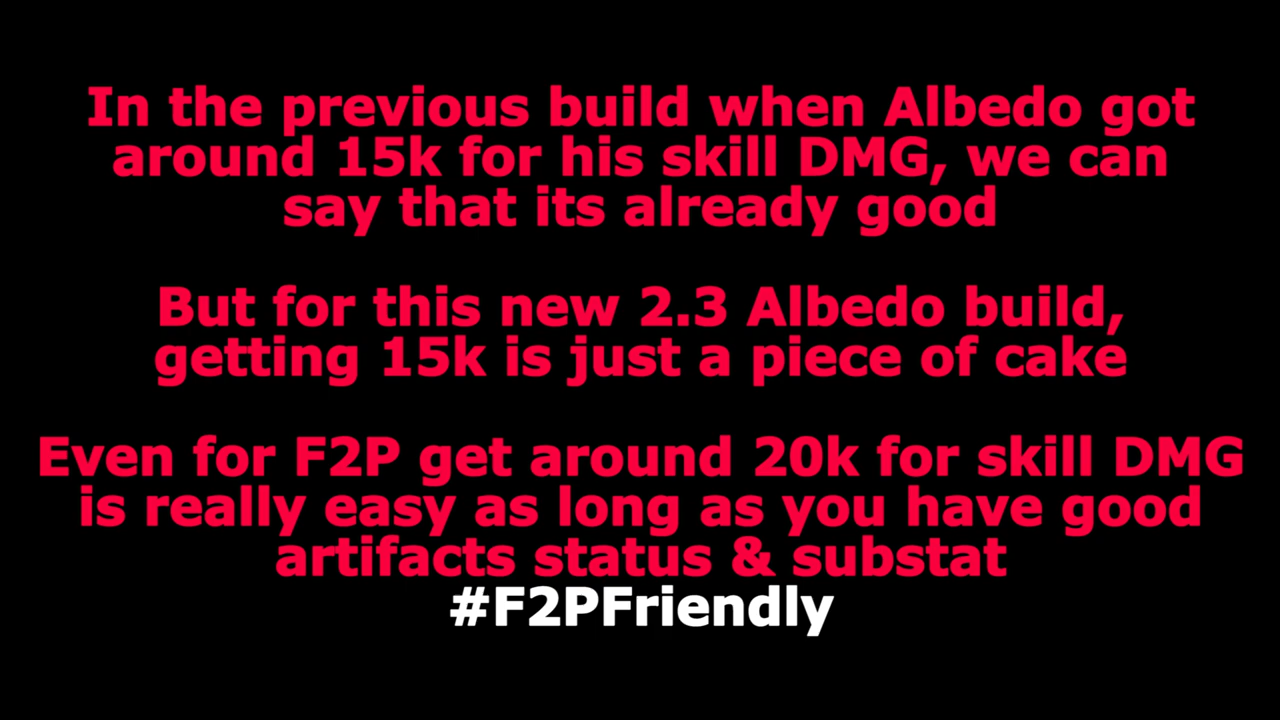 In the previous build when Albedo got
around 15k for his skill DMG, we can
say that its already good
But for this new 2.3 Albedo build,
getting 15k is just a piece of cake
Even for F2P get around 20k for skill DMG
is really easy as long as you have good
artifacts status & substat
#F2PFriendly